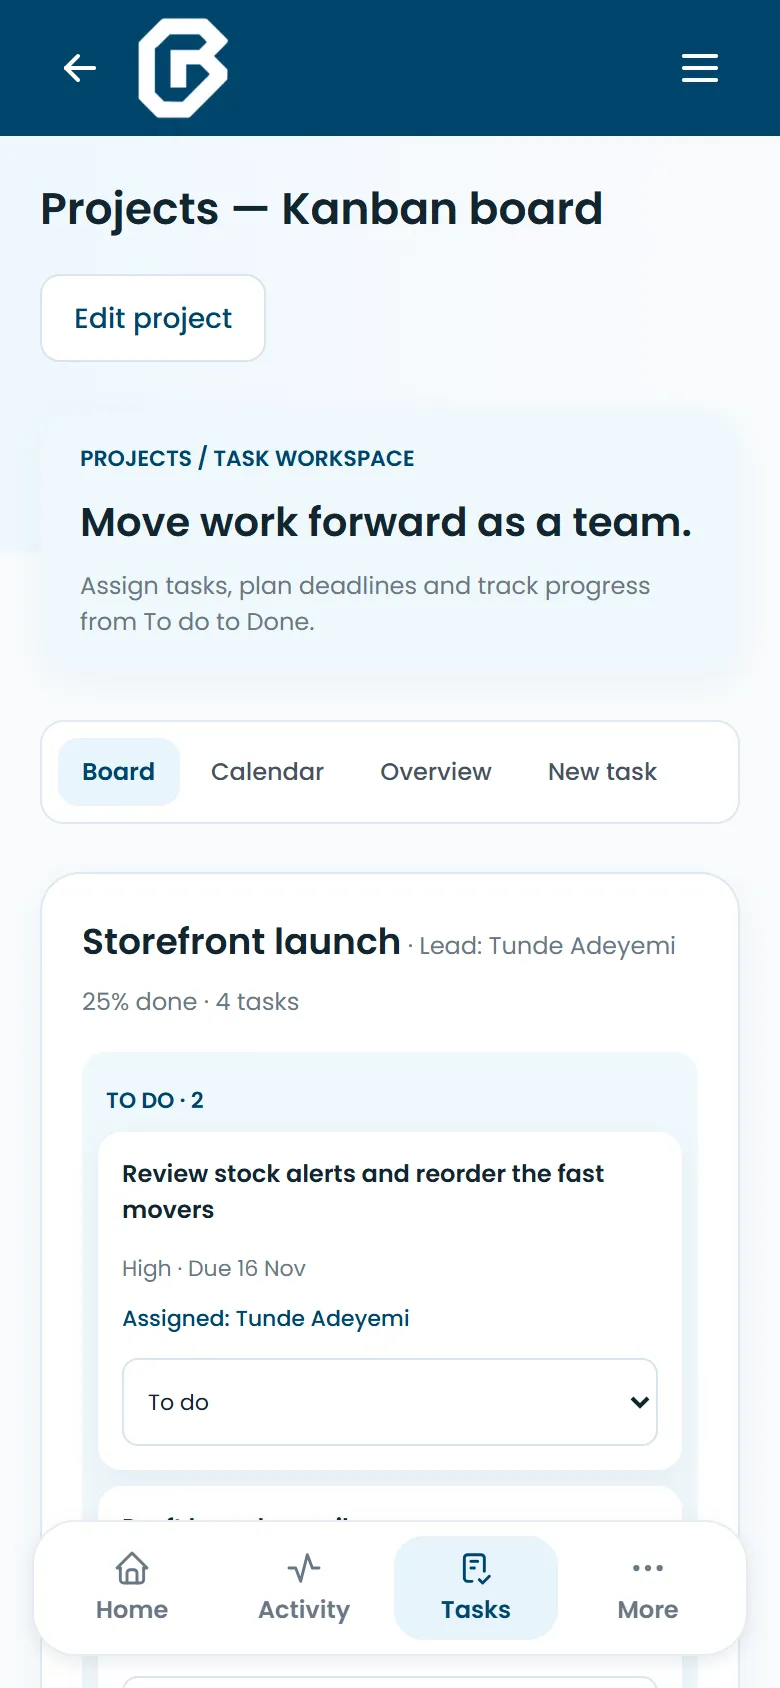 Projects — Kanban board
Edit project
PROJECTS / TASK WORKSPACE
Move work forward as a team.
Assign tasks, plan deadlines and track progress
from To do to Done.
Board Calendar Overview New task
Storefront launch · Lead: Tunde Adeyemi
25% done · 4 tasks
TO DO · 2
Review stock alerts and reorder the fast
movers
High · Due 16 Nov
Assigned: Tunde Adeyemi
To do
Home Activity Tasks More